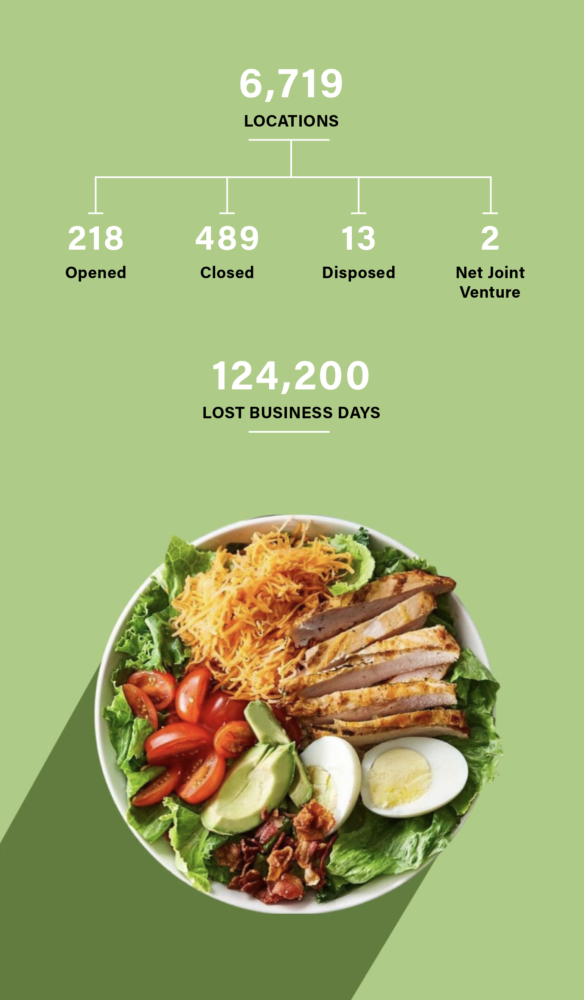 6,719
LOCATIONS
218
489
13
2
Opened
Closed
Disposed
Net Joint
Venture
124,200
LOST BUSINESS DAYS